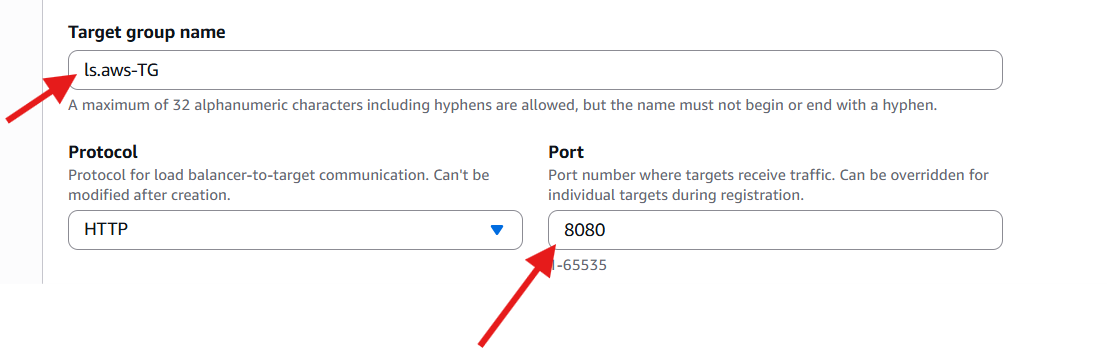 Target group name
ls.aws-TG
A maximum of 32 alphanumeric characters including hyphens are allowed, but the name must not begin or end with a hyphen.
Protocol
Protocol for load balancer-to-target communication. Can't be
modified after creation.
HTTP
Port
Port number where targets receive traffic. Can be overridden for
individual targets during registration.
8080
1-65535